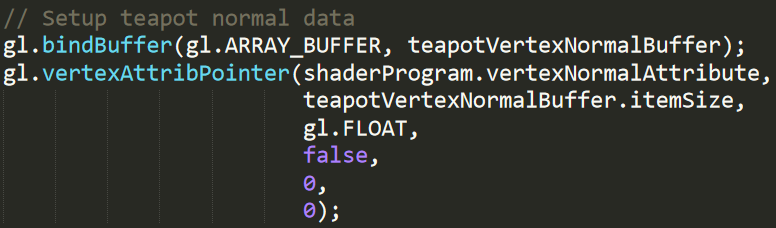 // Setup teapot normal data
gl.bindBuffer(gl.ARRAY_BUFFER, teapotVertexNormalBuffer);
gl.vertexAttribPointer(shaderProgram.vertexNormalAttribute,
teapotVertexNormalBuffer.itemSize,
gl.FLOAT,
false,
0,
0);